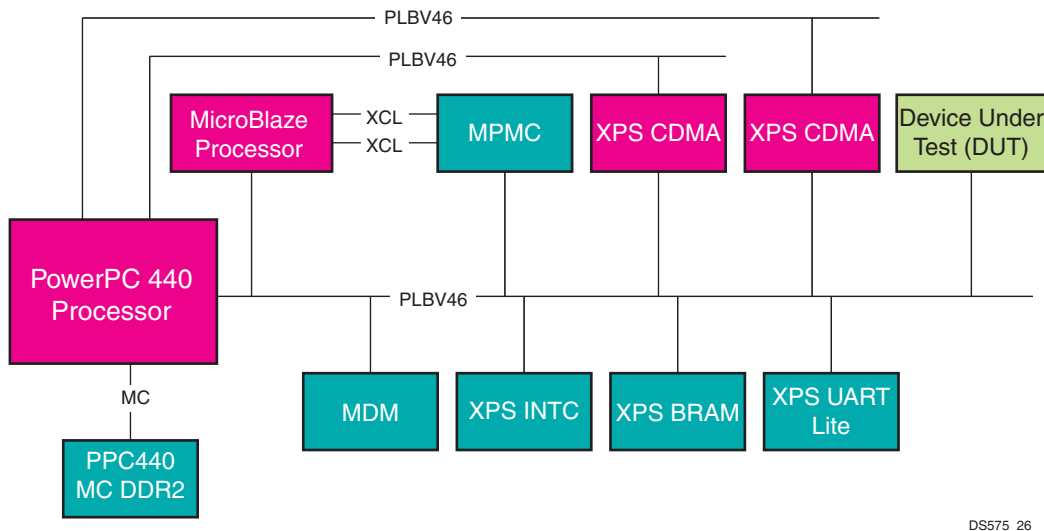 PLBV46
PLBV46
MicroBlaze
Processor
XCL
XCL
MPMC
XPS CDMA
XPS CDMA
Device Under
Test (DUT)
PowerPC 440
Processor
PLBV46
MC
MDM
XPS INTC
XPS BRAM
XPS UART
Lite
PPC440
MC DDR2
DS575_26